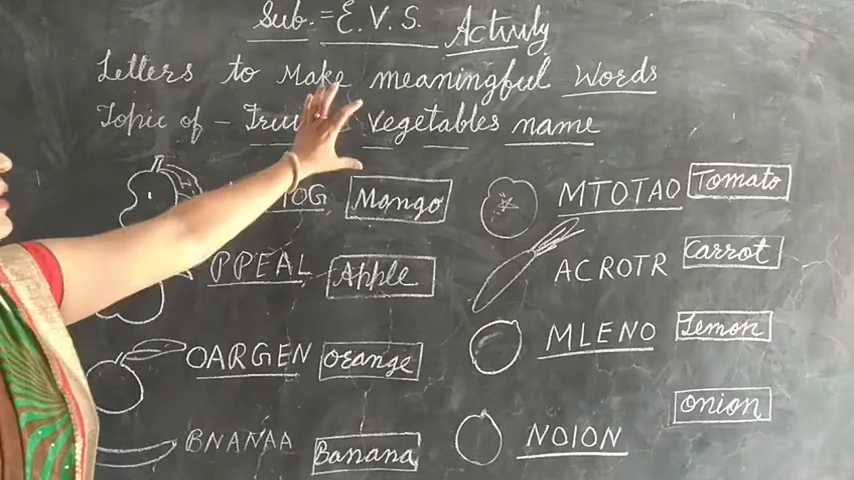 Sub. = E.V.S. Activity
Letters to Make meaningful Words
Topic of - vegetables name
Mango MTOTAO Tomato
PPEAL Apple ACROTR Carrot
OARGEN orange MLENO Lemon
BNANAA Banana NOION onion